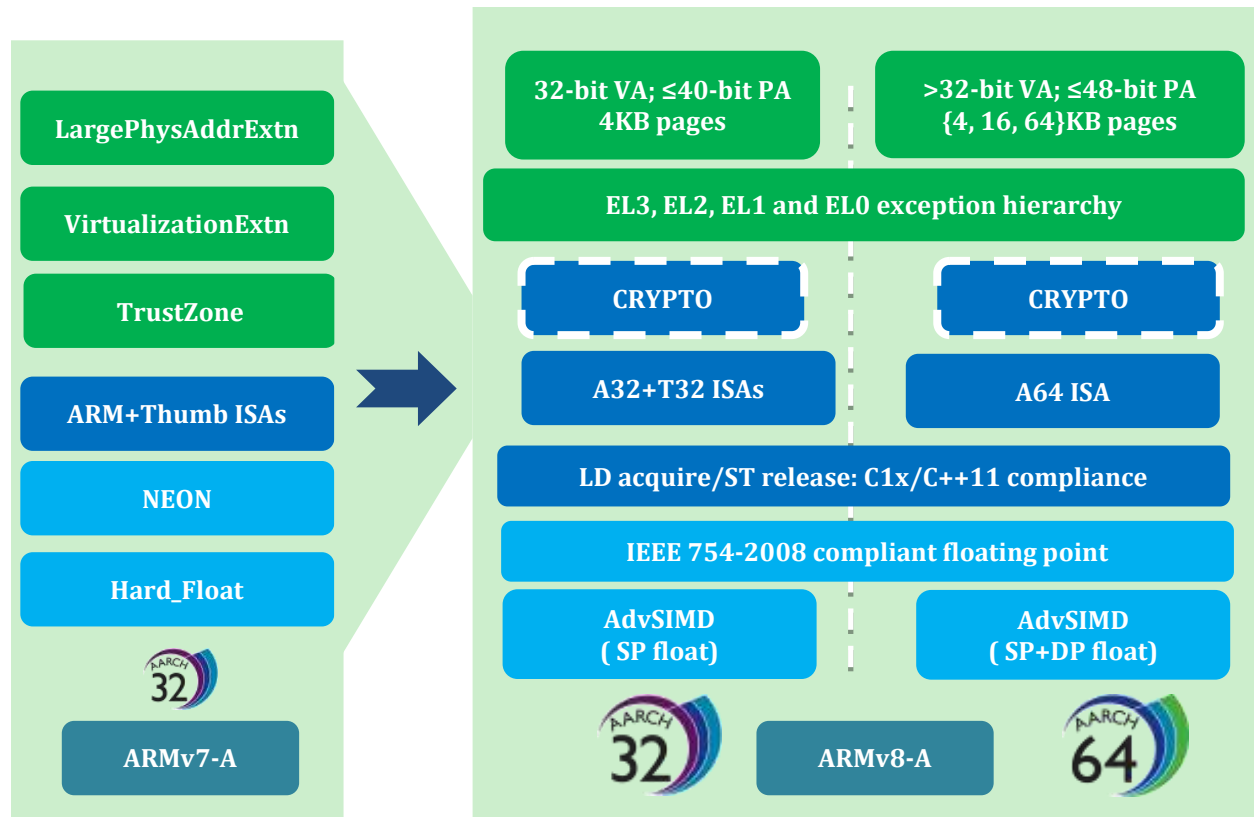 LargePhysAddrExtn
VirtualizationExtn
TrustZone
ARM+Thumb ISAs
NEON
Hard_Float
AARCH
32
ARMv7-A
32-bit VA; ≤40-bit PA
4KB pages
>32-bit VA; ≤48-bit PA
{4, 16, 64}KB pages
EL3, EL2, EL1 and EL0 exception hierarchy
CRYPTO
CRYPTO
A32+T32 ISAs
A64 ISA
LD acquire/ST release: C1x/C++11 compliance
IEEE 754-2008 compliant floating point
AdvSIMD
( SP float)
AdvSIMD
( SP+DP float)
AARCH
32
ARMv8-A
AARCH
64